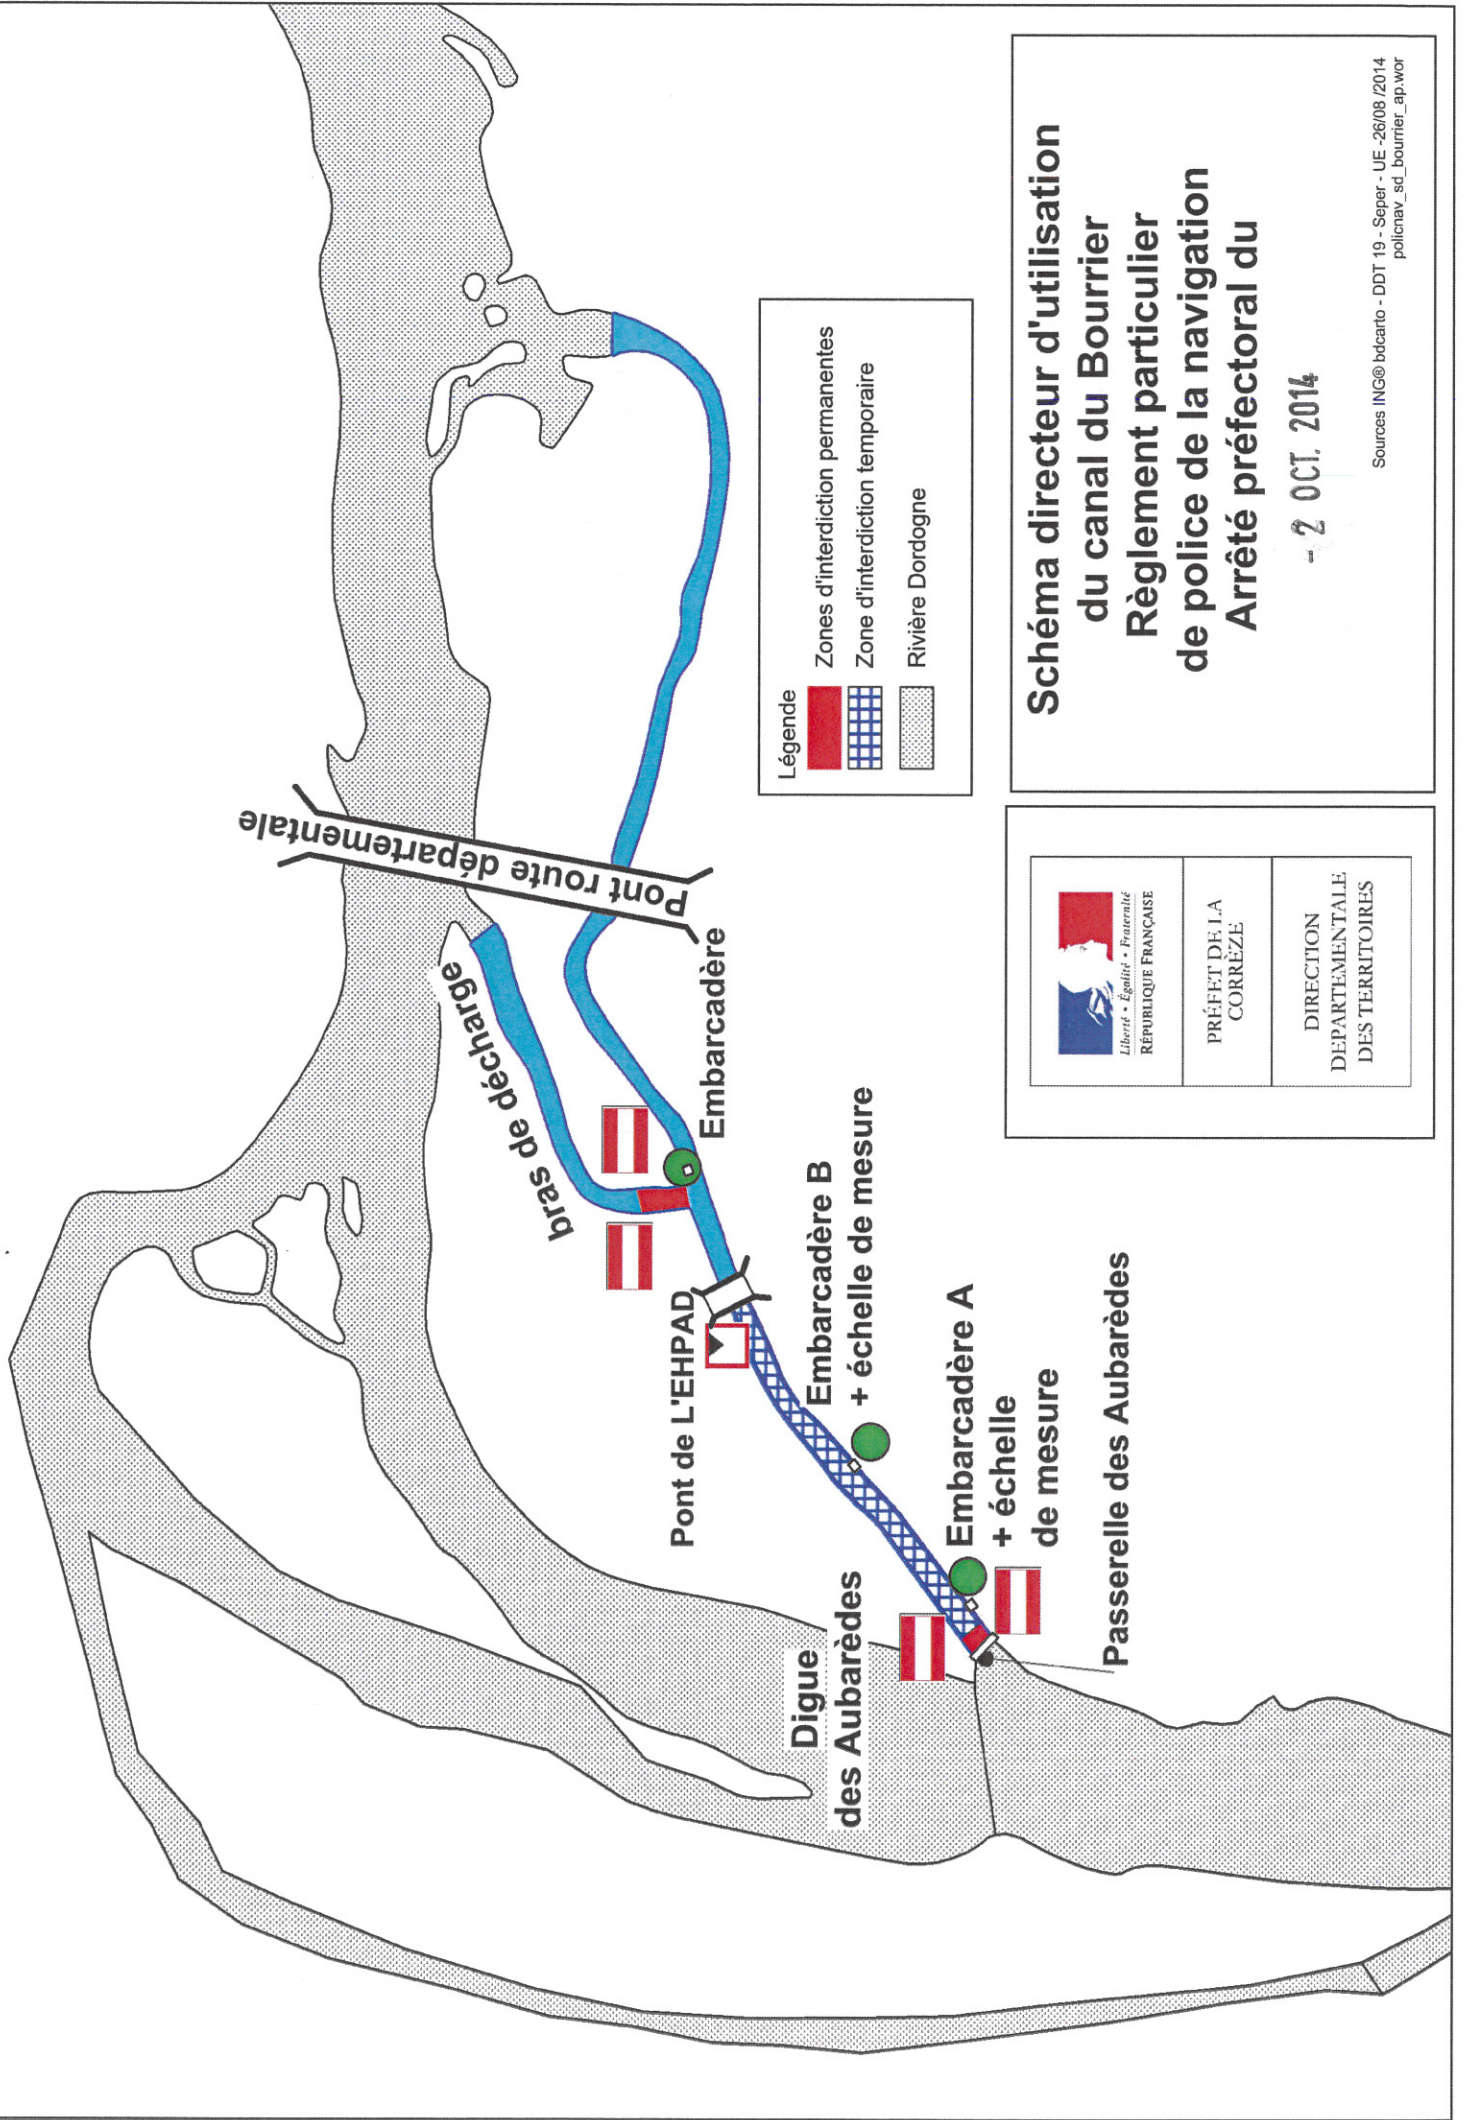 Pont route départementale
bras de décharge
Embarcadère
Pont de L'EHPAD
Embarcadère B
+ échelle de mesure
Embarcadère A
+ échelle
de mesure
Digue
des Aubarèdes
Passerelle des Aubarèdes
Légende
Zones d'interdiction permanentes
Zone d'interdiction temporaire
Rivière Dordogne
Liberté • Égalité • Fraternité
RÉPUBLIQUE FRANÇAISE
PRÉFET DE LA
CORRÈZE
DIRECTION
DEPARTEMENTALE
DES TERRITOIRES
Schéma directeur d'utilisation
du canal du Bourrier
Règlement particulier
de police de la navigation
Arrêté préfectoral du
- 2 OCT. 2014
Sources ING® bdcarto - DDT 19 - Seper - UE -26/08 /2014
policnav_sd_bourrier_ap.wor